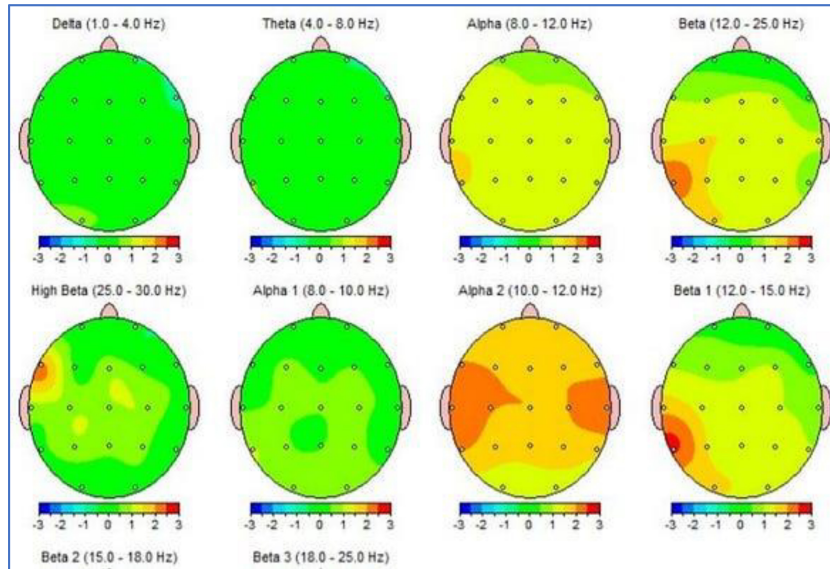 Delta (1.0 - 4.0 Hz) Theta (4.0 - 8.0 Hz) Alpha (8.0 - 12.0 Hz) Beta (12.0 - 25.0 Hz)
-3 -2 -1 0 1 2 3 -3 -2 -1 0 1 2 3 -3 -2 -1 0 1 2 3 -3 -2 -1 0 1 2 3
High Beta (25.0 - 30.0 Hz) Alpha 1 (8.0 - 10.0 Hz) Alpha 2 (10.0 - 12.0 Hz) Beta 1 (12.0 - 15.0 Hz)
-3 -2 -1 0 1 2 3 -3 -2 -1 0 1 2 3 -3 -2 -1 0 1 2 3 -3 -2 -1 0 1 2 3
Beta 2 (15.0 - 18.0 Hz) Beta 3 (18.0 - 25.0 Hz)